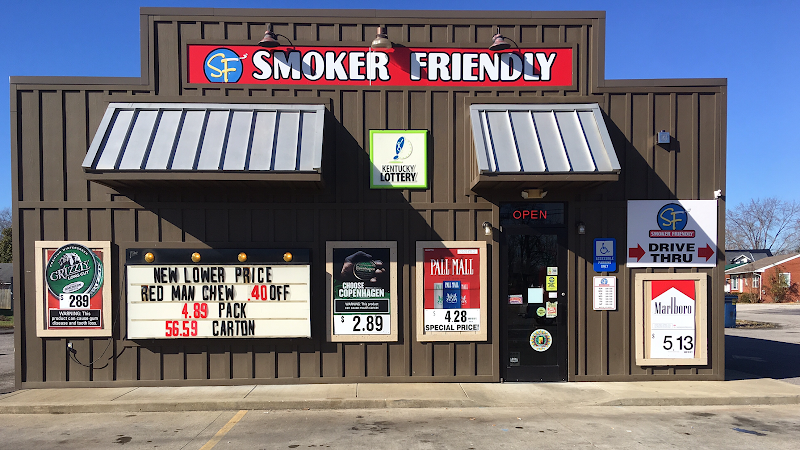 SF SMOKER FRIENDLY
KENTUCKY
LOTTERY
OPEN
SF
SMOKER FRIENDLY
DRIVE
THRU
GRIZZLY
$ 2.89
WARNING: This
product can cause gum
disease and tooth loss.
NEW LOWER PRICE
RED MAN CHEW .40 OFF
4.89 PACK
56.59 CARTON
CHOOSE
COPENHAGEN
$ 2.89
PALL MALL
$ 4.28
SPECIAL PRICE!
Marlboro
$ 5.13